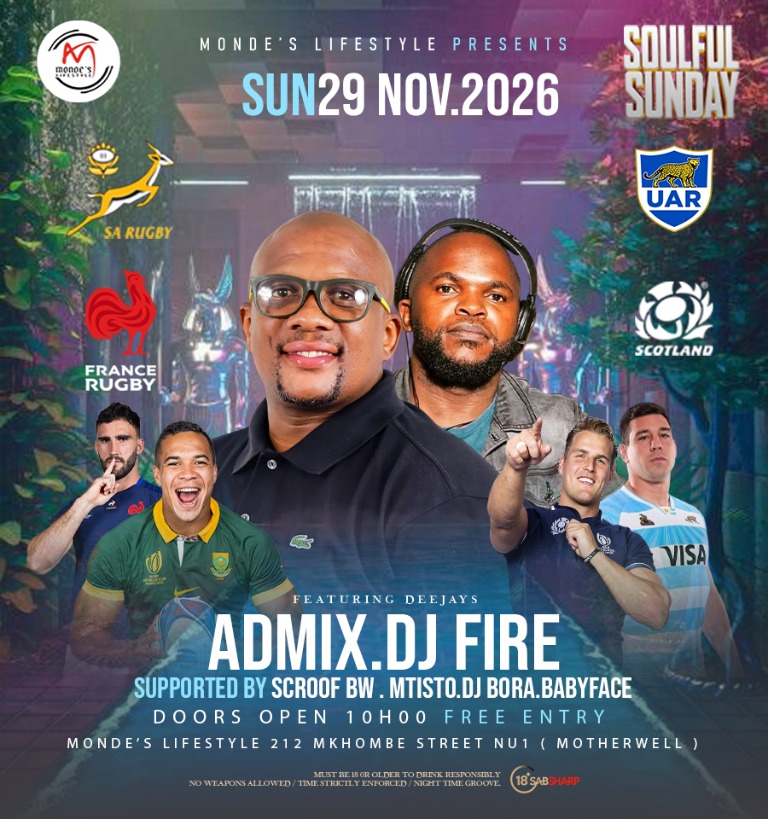 MONDE'S LIFESTYLE PRESENTS
SUN29 NOV.2026
MONDE'S
LIFESTYLE
SOULFUL
SUNDAY
SA RUGBY
UAR
FRANCE
RUGBY
SCOTLAND
VISA
FEATURING DEEJAYS
ADMIX.DJ FIRE
SUPPORTED BY SCROOF BW . MTISTO.DJ BORA.BABYFACE
DOORS OPEN 10H00 FREE ENTRY
MONDE'S LIFESTYLE 212 MKHOMBE STREET NU1 ( MOTHERWELL )
MUST BE 18 OR OLDER TO DRINK RESPONSIBLY
NO WEAPONS ALLOWED / TIME STRICTLY ENFORCED / NIGHT TIME GROOVE.
18+ SABSHARP